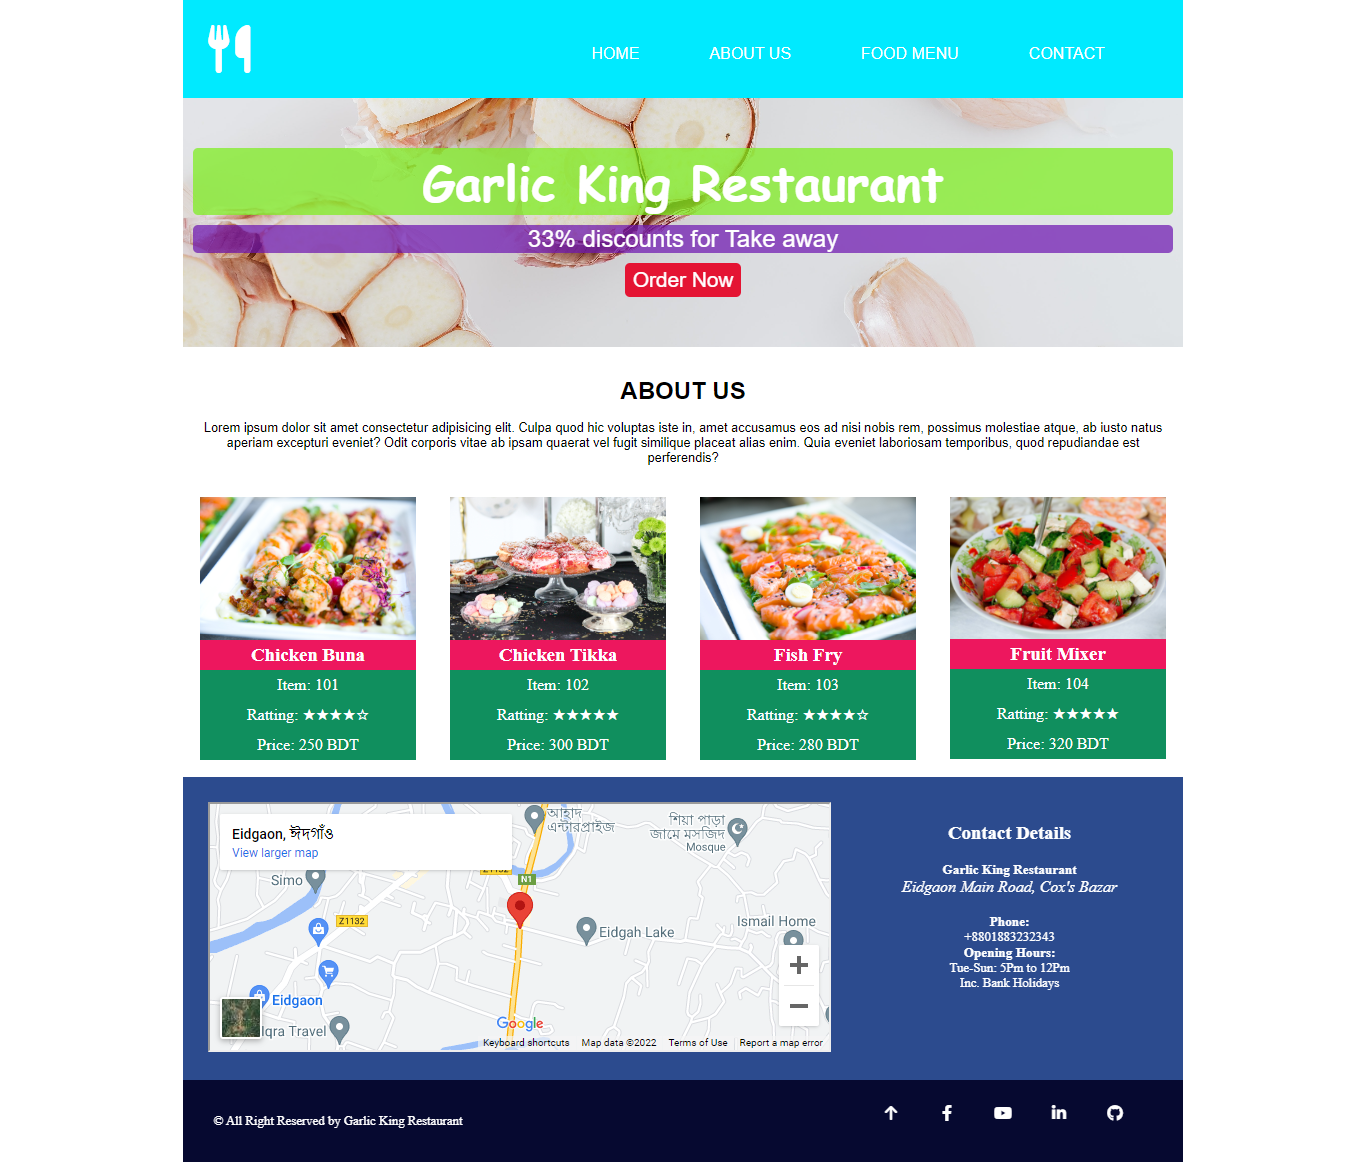 HOME ABOUT US FOOD MENU CONTACT
Garlic King Restaurant
33% discounts for Take away
Order Now
ABOUT US
Lorem ipsum dolor sit amet consectetur adipisicing elit. Culpa quod hic voluptas iste in, amet accusamus eos ad nisi nobis rem, possimus molestiae atque, ab iusto natus
aperiam excepturi eveniet? Odit corporis vitae ab ipsam quaerat vel fugit similique placeat alias enim. Quia eveniet laboriosam temporibus, quod repudiandae est
perferendis?
Chicken Buna
Item: 101
Ratting: ★★★★☆
Price: 250 BDT
Chicken Tikka
Item: 102
Ratting: ★★★★★
Price: 300 BDT
Fish Fry
Item: 103
Ratting: ★★★★☆
Price: 280 BDT
Fruit Mixer
Item: 104
Ratting: ★★★★★
Price: 320 BDT
Eidgaon, ঈদগাঁও
View larger map
আহাদ
এন্টারপ্রাইজ
শিয়া পাড়া
জামে মসজিদ
Mosque
Simo
Z1132
N1
Z1132
Ismail Home
Eidgah Lake
Eidgaon
Iqra Travel
Google
Keyboard shortcuts Map data ©2022 Terms of Use Report a map error
Contact Details
Garlic King Restaurant
Eidgaon Main Road, Cox's Bazar
Phone:
+8801883232343
Opening Hours:
Tue-Sun: 5Pm to 12Pm
Inc. Bank Holidays
© All Right Reserved by Garlic King Restaurant